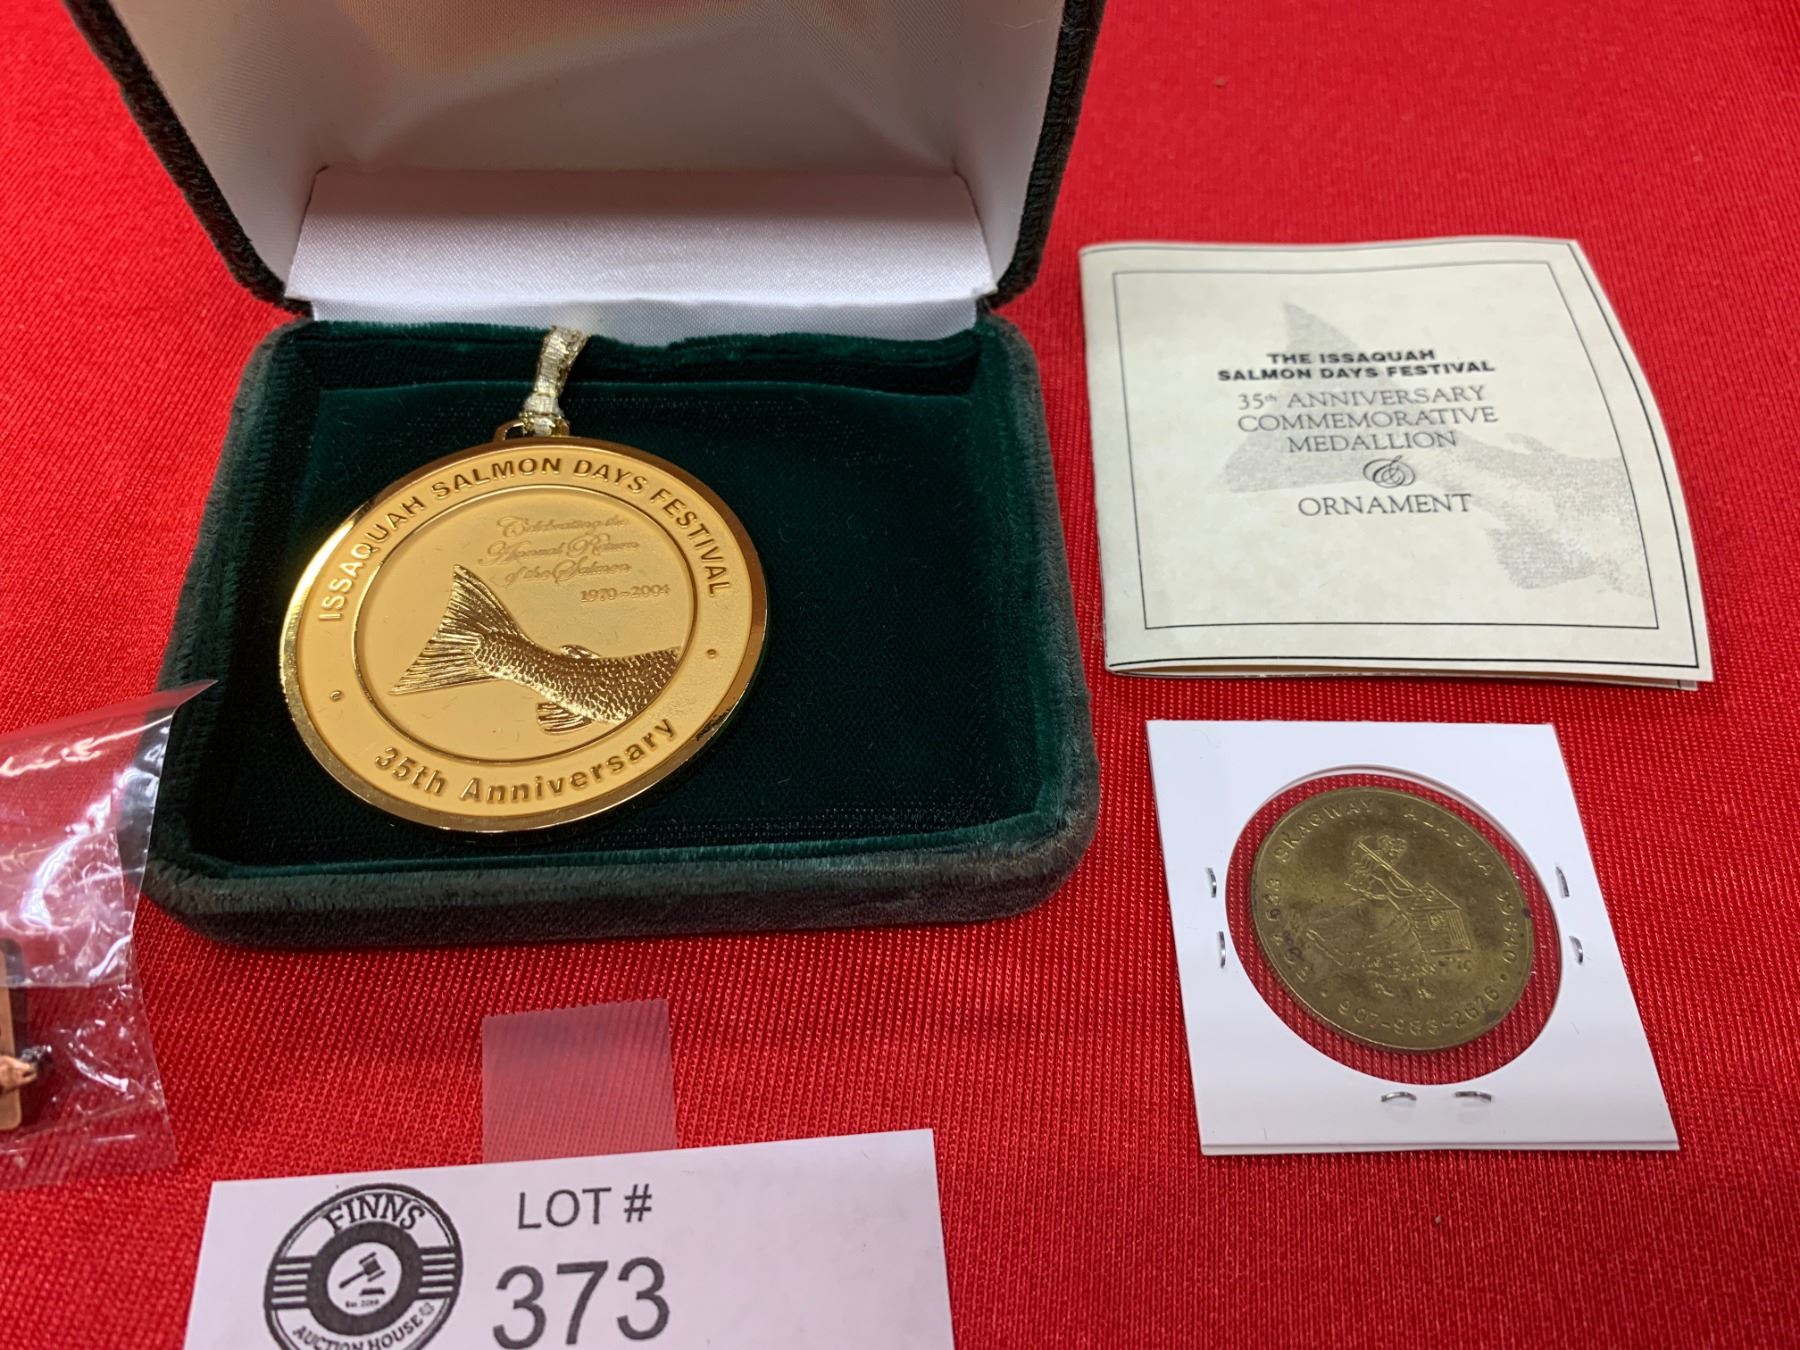 ISSAQUAH SALMON DAYS FESTIVAL
Celebrating the
Annual Return
of the Salmon
1970-2004
35th Anniversary
THE ISSAQUAH
SALMON DAYS FESTIVAL
35th ANNIVERSARY
COMMEMORATIVE
MEDALLION
&
ORNAMENT
SKAGWAY ALASKA 99840
907-983-2676
FINNS
AUCTION HOUSE
LOT #
373